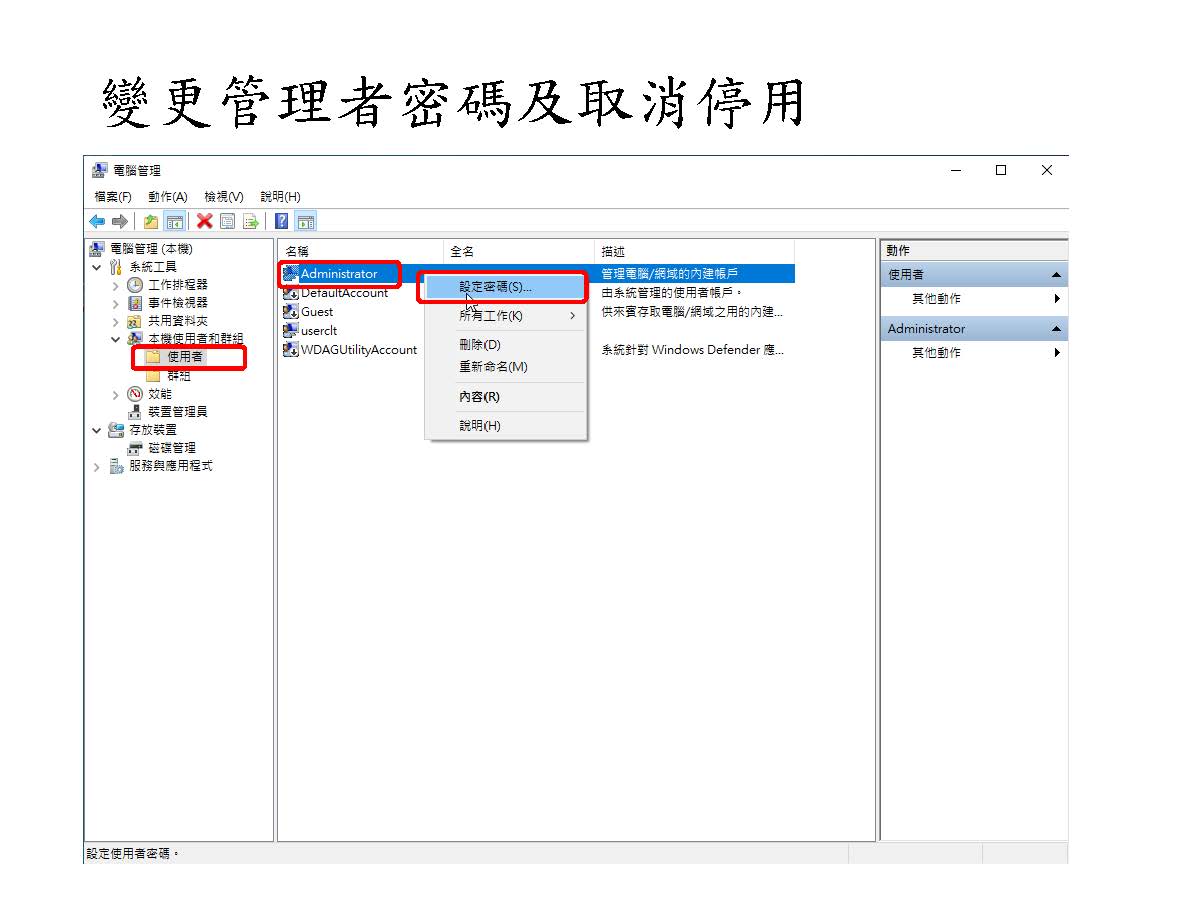 變更管理者密碼及取消停用
電腦管理
檔案(F) 動作(A) 檢視(V) 說明(H)
電腦管理 (本機)
系統工具
工作排程器
事件檢視器
共用資料夾
本機使用者和群組
使用者
群組
效能
裝置管理員
存放裝置
磁碟管理
服務與應用程式
名稱 全名 描述
Administrator 管理電腦/網域的內建帳戶
DefaultAccount 由系統管理的使用者帳戶。
Guest 供來賓存取電腦/網域之用的內建...
userclt
WDAGUtilityAccount 系統針對 Windows Defender 應...
設定密碼(S)...
所有工作(K)
刪除(D)
重新命名(M)
內容(R)
說明(H)
動作
使用者
其他動作
Administrator
其他動作
設定使用者密碼。